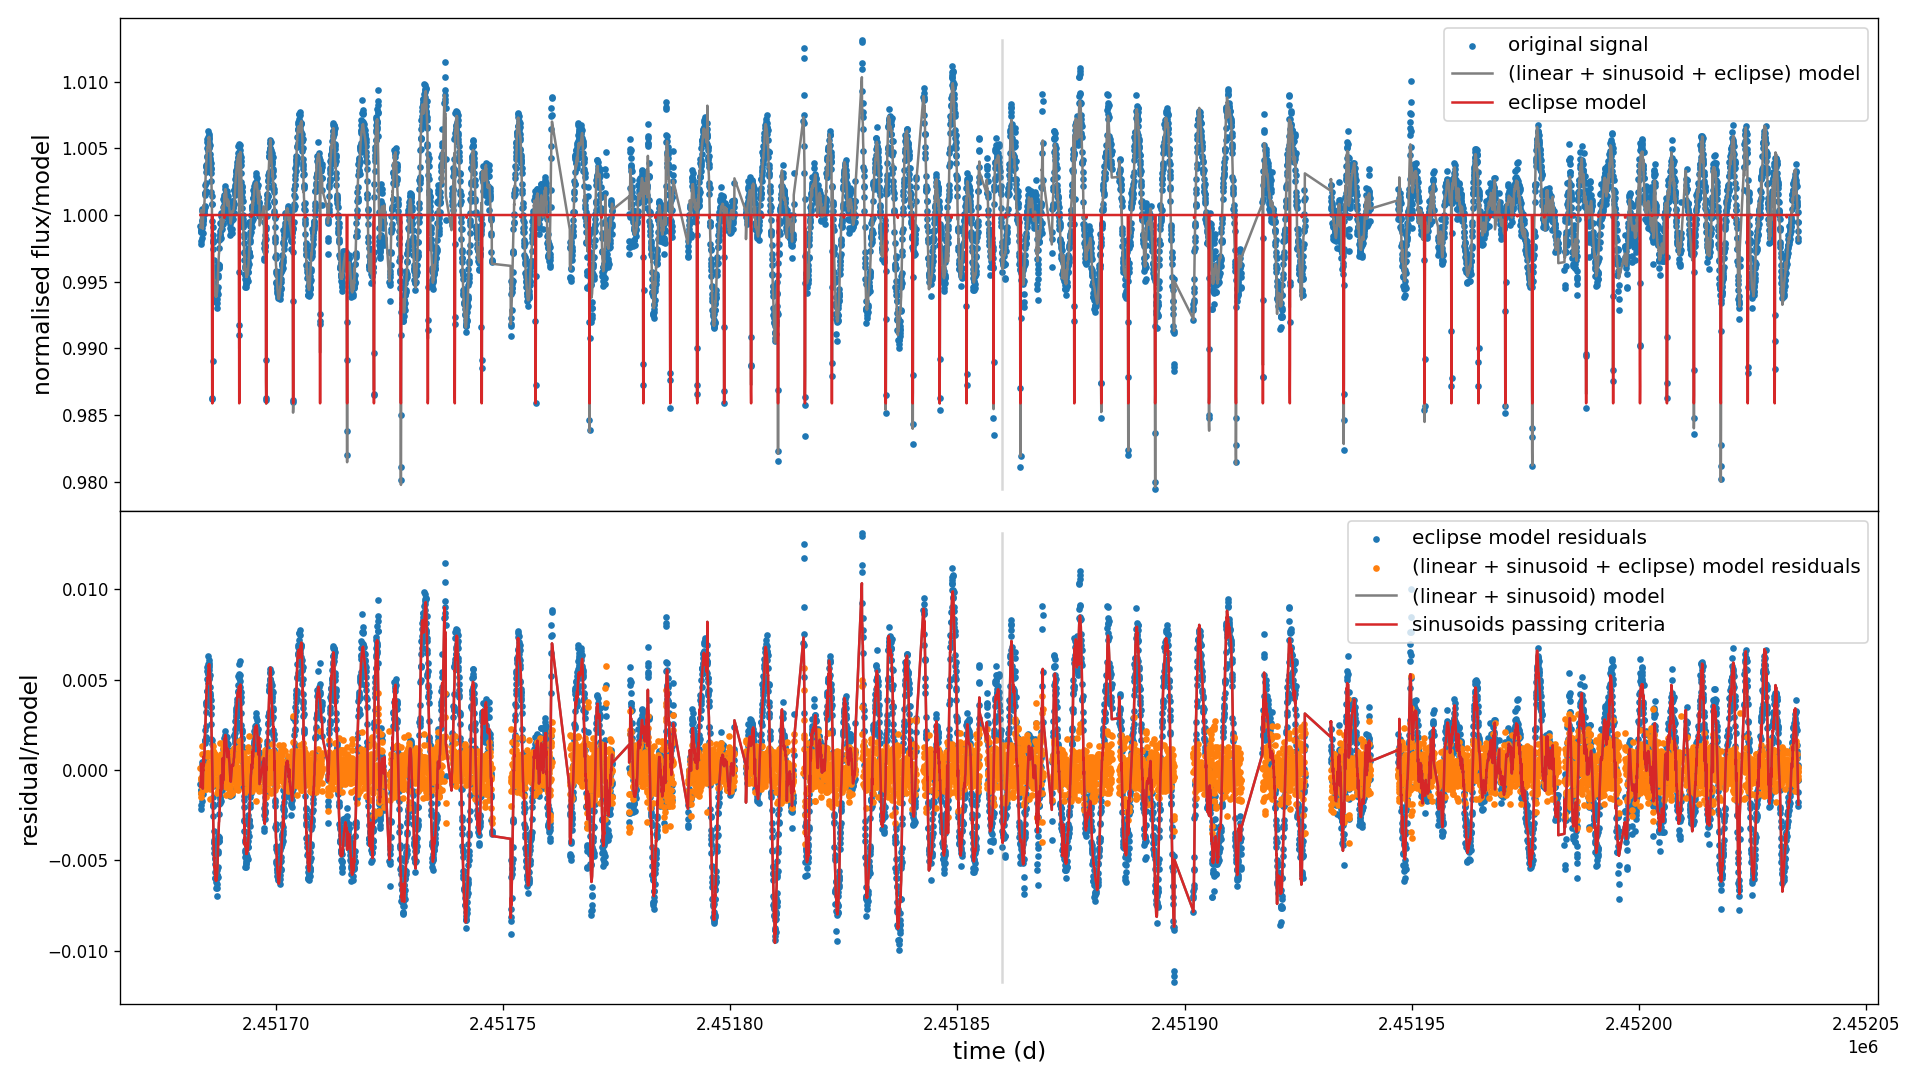 original signal
(linear + sinusoid + eclipse) model
eclipse model
normalised flux/model
1.010
1.005
1.000
0.995
0.990
0.985
0.980
eclipse model residuals
(linear + sinusoid + eclipse) model residuals
(linear + sinusoid) model
sinusoids passing criteria
residual/model
0.010
0.005
0.000
−0.005
−0.010
2.45170 2.45175 2.45180 2.45185 2.45190 2.45195 2.45200 2.45205
time (d)
1e6